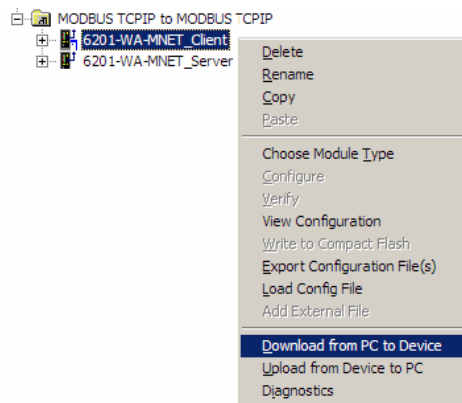 MODBUS TCPIP to MODBUS TCPIP
6201-WA-MNET_Client
6201-WA-MNET_Server
Delete
Rename
Copy
Paste
Choose Module Type
Configure
Verify
View Configuration
Write to Compact Flash
Export Configuration File(s)
Load Config File
Add External File
Download from PC to Device
Upload from Device to PC
Diagnostics